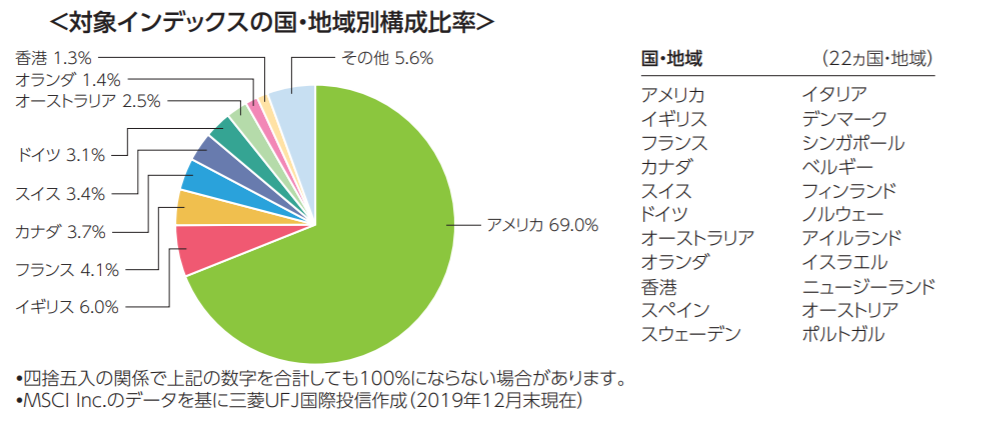 ＜対象インデックスの国・地域別構成比率＞
香港 1.3%
オランダ 1.4%
オーストラリア 2.5%
ドイツ 3.1%
スイス 3.4%
カナダ 3.7%
フランス 4.1%
イギリス 6.0%
その他 5.6%
アメリカ 69.0%
国・地域 （22ヵ国・地域）
アメリカ イタリア
イギリス デンマーク
フランス シンガポール
カナダ ベルギー
スイス フィンランド
ドイツ ノルウェー
オーストラリア アイルランド
オランダ イスラエル
香港 ニュージーランド
スペイン オーストリア
スウェーデン ポルトガル
•四捨五入の関係で上記の数字を合計しても100%にならない場合があります。
•MSCI Inc.のデータを基に三菱UFJ国際投信作成（2019年12月末現在）